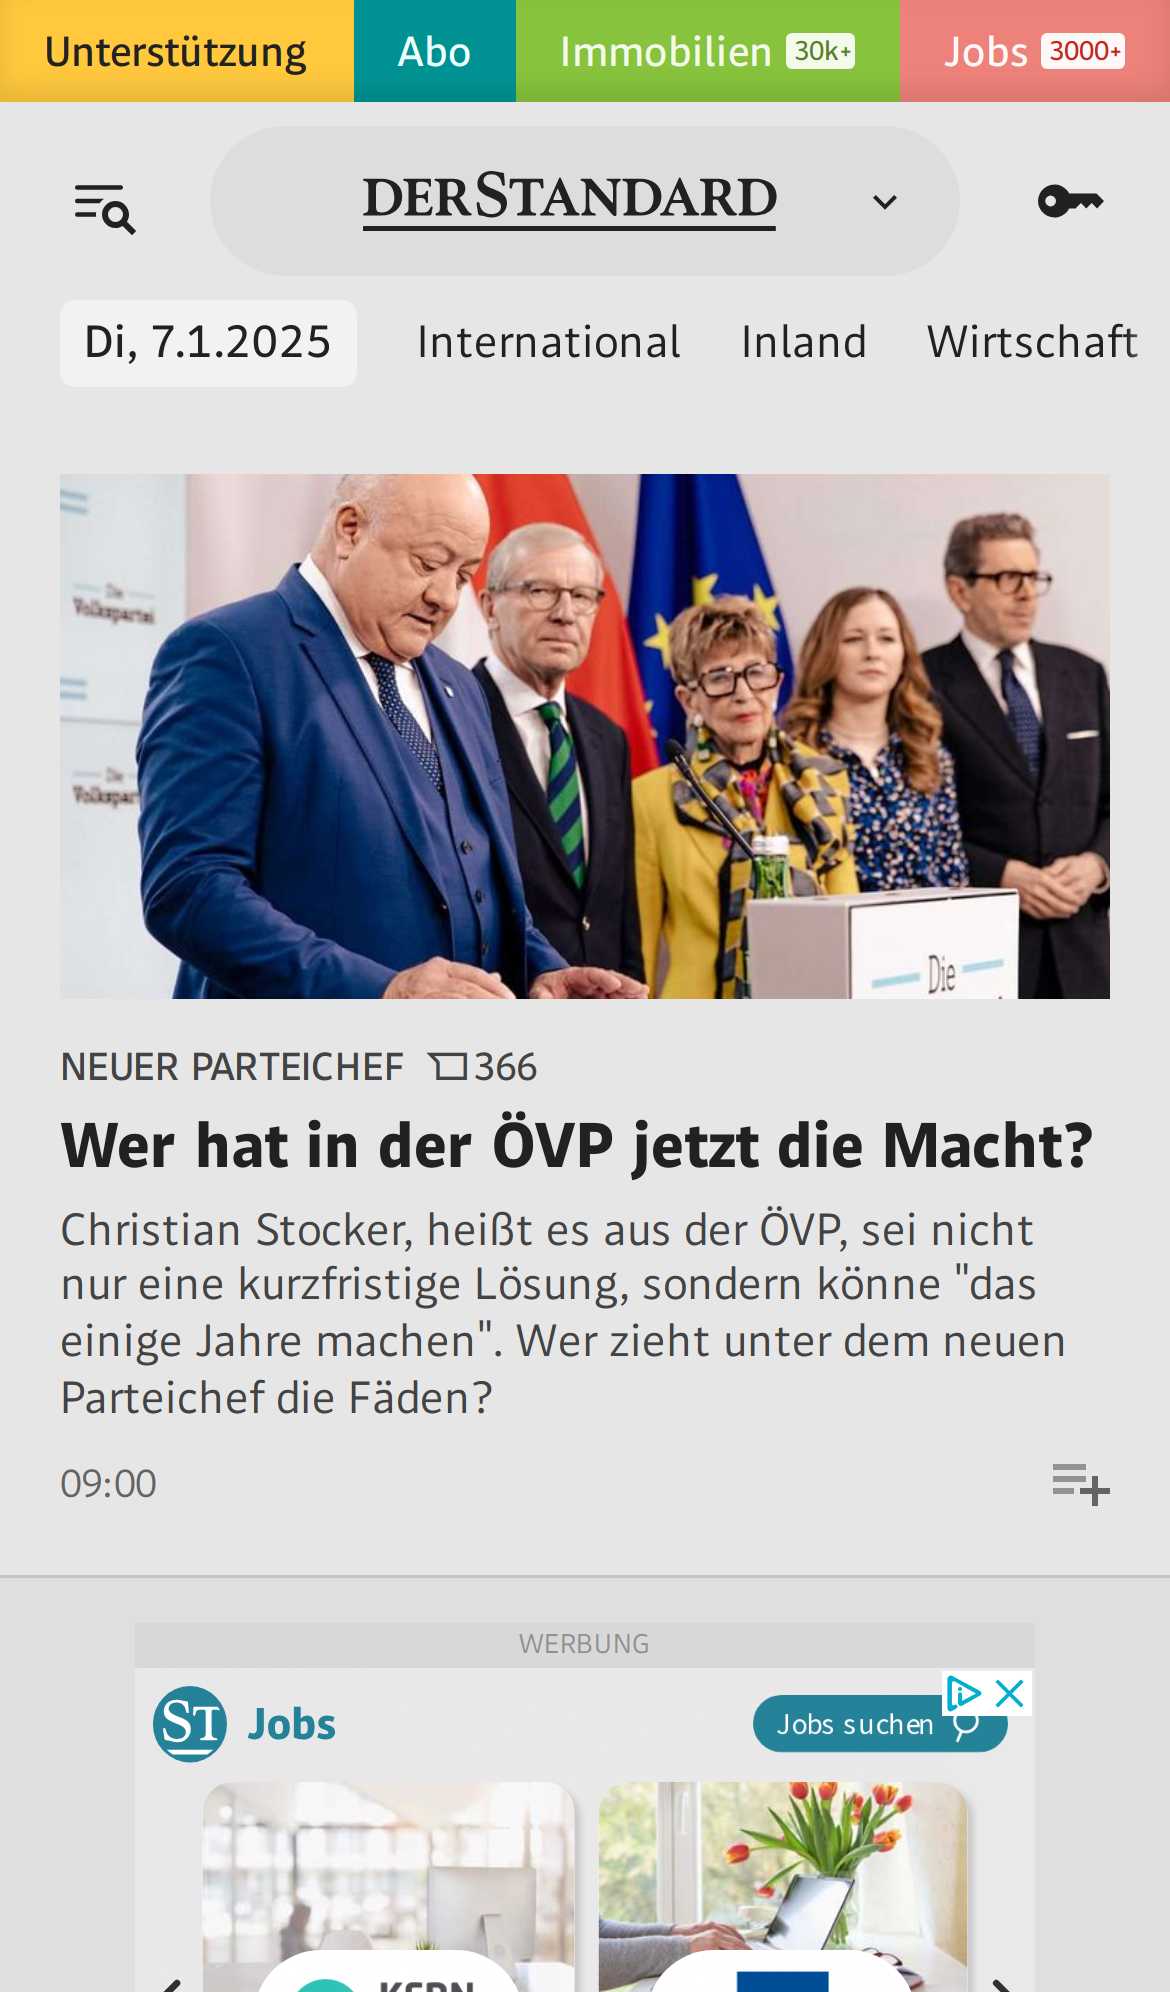 Unterstützung Abo Immobilien 30k+ Jobs 3000+
DERSTANDARD
Di, 7.1.2025 International Inland Wirtschaft
Die
Volkspartei
Die
Die
NEUER PARTEICHEF 366
Wer hat in der ÖVP jetzt die Macht?
Christian Stocker, heißt es aus der ÖVP, sei nicht
nur eine kurzfristige Lösung, sondern könne "das
einige Jahre machen". Wer zieht unter dem neuen
Parteichef die Fäden?
09:00
WERBUNG
ST Jobs Jobs suchen